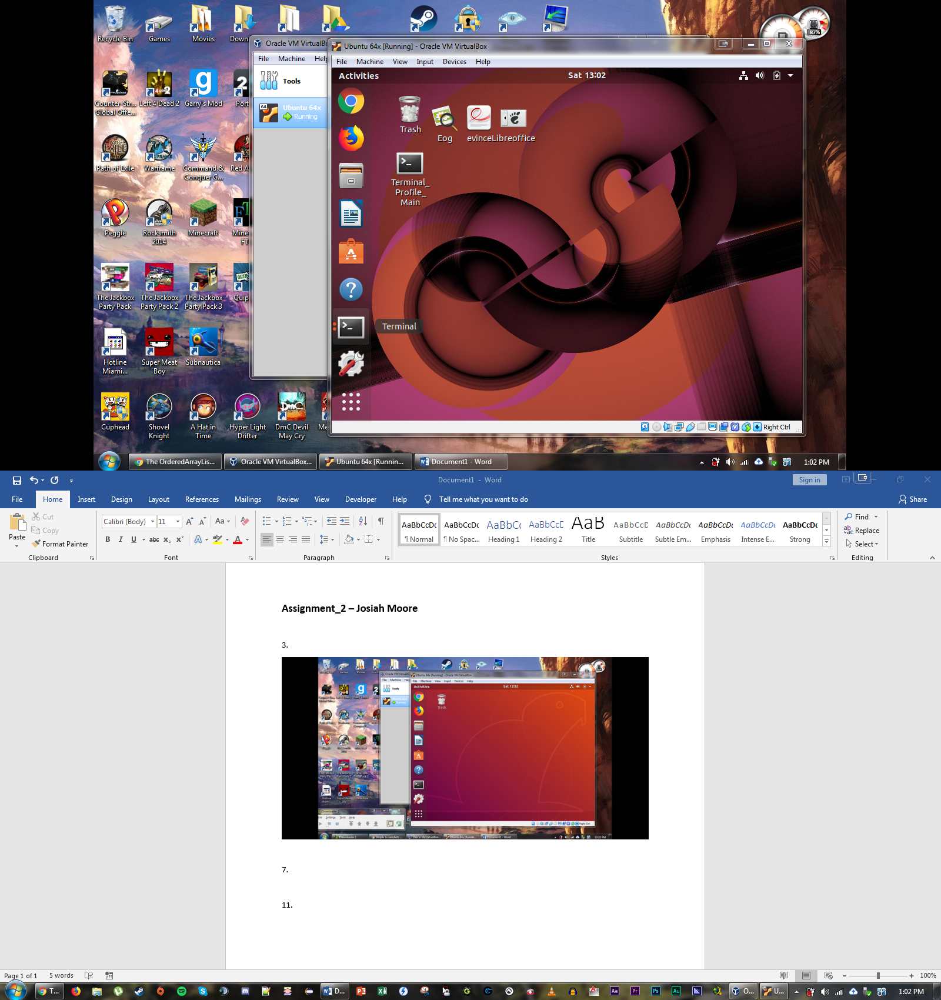 Recycle Bin
Games
Movies
Down
87%
Oracle VM VirtualBo
File Machine Help
Tools
Ubuntu 64x
Running
Ubuntu 64x [Running] - Oracle VM VirtualBox
File Machine View Input Devices Help
Activities
Sat 13:02
Trash
Eog
evince
Libreoffice
Terminal_
Profile_
Main
Terminal
Right Ctrl
Counter-Str...
Global Offe...
Left 4 Dead 2
Garry's Mod
Port
Path of Exile
Warframe
Command &
Conquer G...
Red A
Peggle
Rocksmith
2014
Minecraft
Mine
FT
The Jackbox
Party Pack
The Jackbox
Party Pack 2
The Jackbox
Party Pack 3
Quip
Hotline
Miami...
Super Meat
Boy
Subnautica
Cuphead
Shovel
Knight
A Hat in
Time
Hyper Light
Drifter
DmC Devil
May Cry
Me
The OrderedArrayLis...
Oracle VM VirtualBox...
Ubuntu 64x [Runnin...
Document1 - Word
1:02 PM
Document1 - Word
Sign in
File Home Insert Design Layout References Mailings Review View Developer Help Tell me what you want to do
Share
Paste
Cut
Copy
Format Painter
Clipboard
Calibri (Body) 11
Font
Paragraph
AaBbCcDc AaBbCcDc AaBbCc AaBbCcD AaB AaBbCcD AaBbCcDc AaBbCcDc AaBbCcDc AaBbCcDc
¶ Normal ¶ No Spac... Heading 1 Heading 2 Title Subtitle Subtle Em... Emphasis Intense E... Strong
Styles
Find
Replace
Select
Editing
Assignment_2 – Josiah Moore
3.
Activities
Sat 12:32
Trash
Tools
7.
11.
Page 1 of 1 5 words
100%
T...
D...
O...
U...
1:02 PM